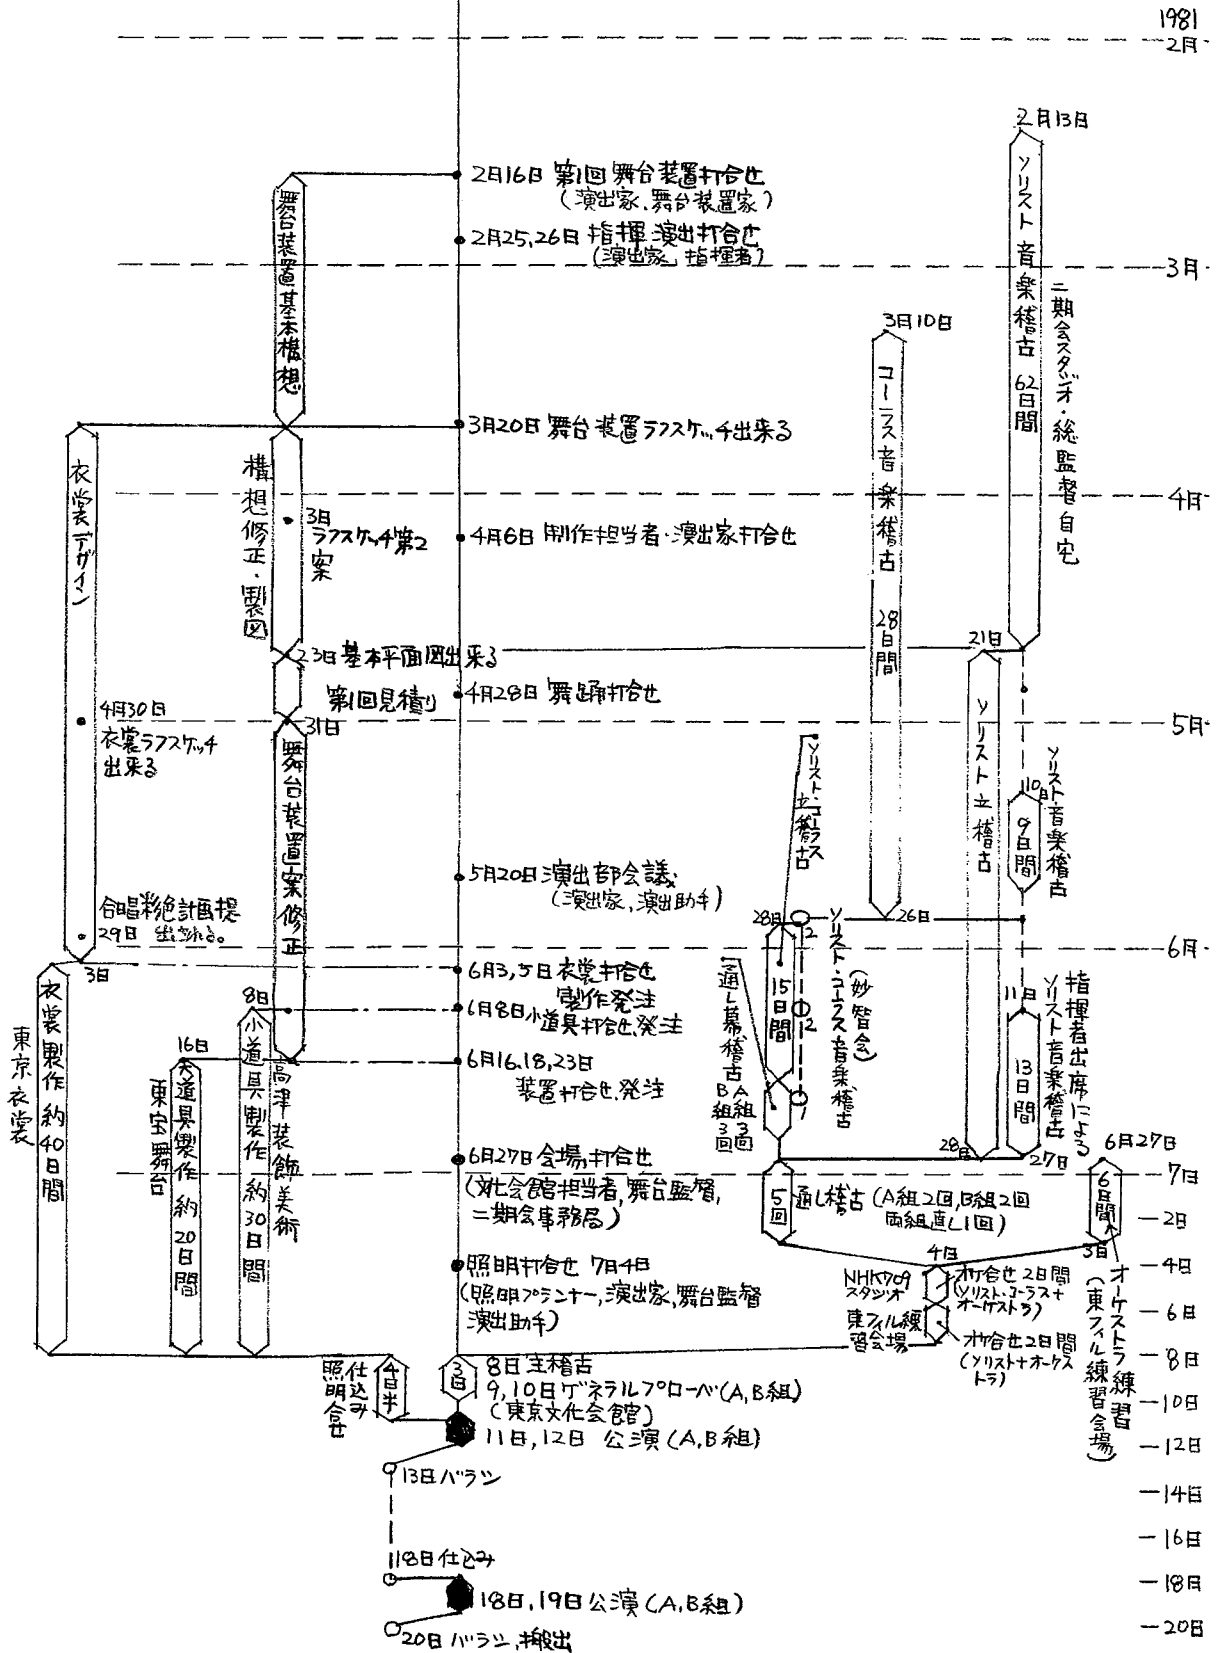 1981
2月
2月13日
ソリスト音楽稽古 62日間
二期会スタジオ・総監督自宅
2月16日 第1回 舞台装置打合せ
(演出家、舞台装置家)
2月25,26日 指揮演出打合せ
(演出家、指揮者)
舞台装置基本構想
3月
3月10日
コーラス音楽稽古 28日間
3月20日 舞台装置ラフスケッチ出来る
衣裳デザイン
構想修正・製図
4月
3日
ラフスケッチ第2
案
4月6日 制作担当者・演出家打合せ
21日
23日基本平面図出来る
第1回見積り
4月28日 舞踊打合せ
31日
4月30日
衣裳ラフスケッチ
出来る
5月
舞台装置案修正
ソリスト立稽古
ソリスト・コーラス
立稽古
10日
9日間
ソリスト音楽稽古
5月20日 演出部会議
(演出家、演出助手)
合唱彩色計画提
29日 出される。
28日
2
26日
6月
3日
6月3,5日 衣裳打合せ
製作発注
8日
6月8日小道具打合せ、発注
16日
6月16.18,23日
装置打合せ、発注
衣裳製作 約40日間
東京衣裳
大道具製作 約20日間
東宝舞台
小道具製作 約30日間
高津装飾美術
15日間
2
1
ソリスト・コーラス音楽稽古
(妙智会)
通し幕稽古 A組3回
B組3回
11日
13日間
指揮者出席による
ソリスト音楽稽古
28日
27日
6月27日
6月27日会場打合せ
(文化会館担当者、舞台監督、
二期会事務局)
7月
5回
通し稽古 (A組2回,B組2回
両組直し1回)
6日間
2日
3日
オーケストラ練習
(東フィル練習会場)
4日
4日
照明打合せ 7月4日
(照明プランナー,演出家,舞台監督
演出助手)
NHK709
スタジオ
オケ合せ2日間
(ソリスト・コーラス+
オーケストラ)
6日
東フィル練
習会場
オケ合せ2日間
(ソリスト+オーケス
トラ)
8日
仕込み
照明合せ
4日半
3日
8日主稽古
9,10日ゲネラルプローベ(A,B組)
(東京文化会館)
10日
11日,12日 公演(A,B組)
12日
13日バラシ
14日
16日
18日仕込み
18日
18日,19日公演(A,B組)
20日バラシ,搬出
20日